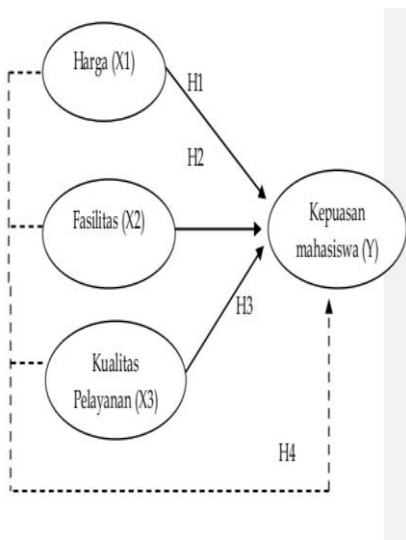 Harga (X1)
H1
H2
Fasilitas (X2)
Kepuasan
mahasiswa (Y)
H3
Kualitas
Pelayanan (X3)
H4